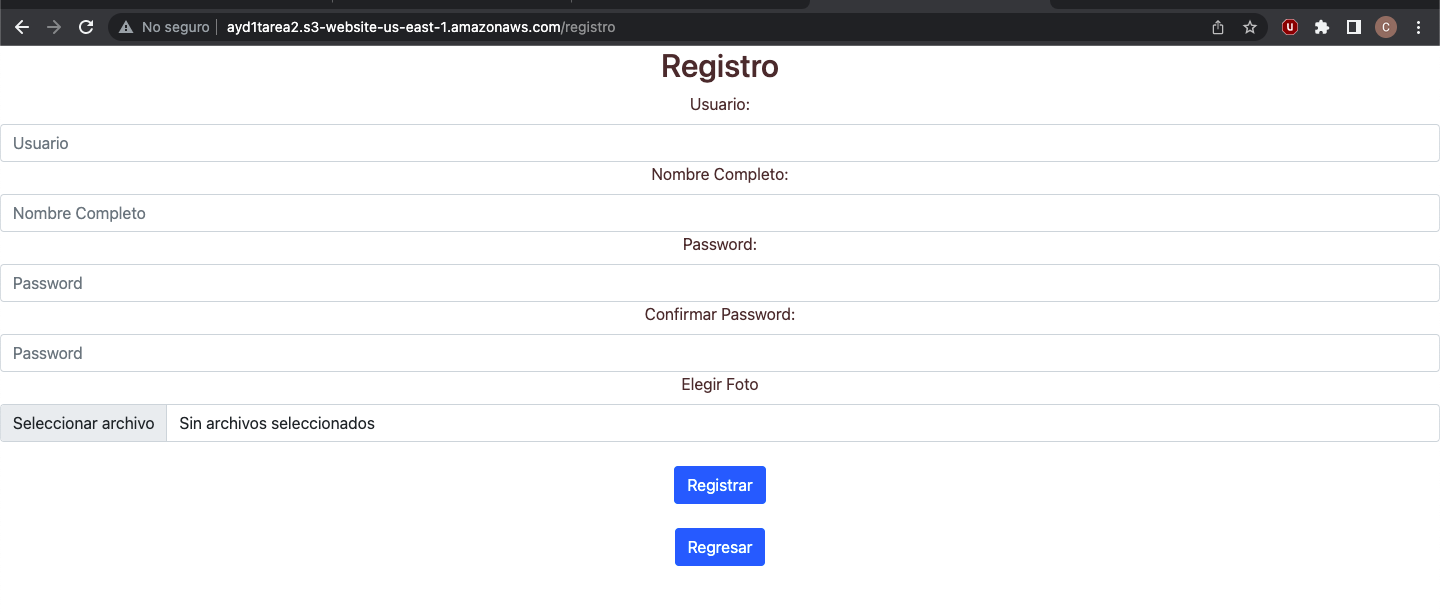 No seguro ayd1tarea2.s3-website-us-east-1.amazonaws.com/registro U C
Registro
Usuario:
Usuario
Nombre Completo:
Nombre Completo
Password:
Password
Confirmar Password:
Password
Elegir Foto
Seleccionar archivo Sin archivos seleccionados
Registrar
Regresar